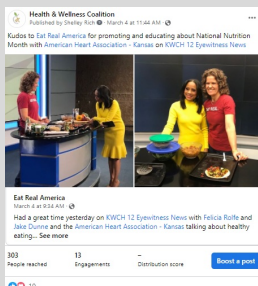 Health & Wellness Coalition
Published by Shelley Rich · March 4 at 11:44 AM ·
Kudos to Eat Real America for promoting and educating about National Nutrition
Month with American Heart Association - Kansas on KWCH 12 Eyewitness News
Eat Real America
March 4 at 9:34 AM ·
Had a great time yesterday on KWCH 12 Eyewitness News with Felicia Rolfe and
Jake Dunne and the American Heart Association - Kansas talking about healthy
eating... See more
303
People reached
13
Engagements
–
Distribution score
Boost a post
10